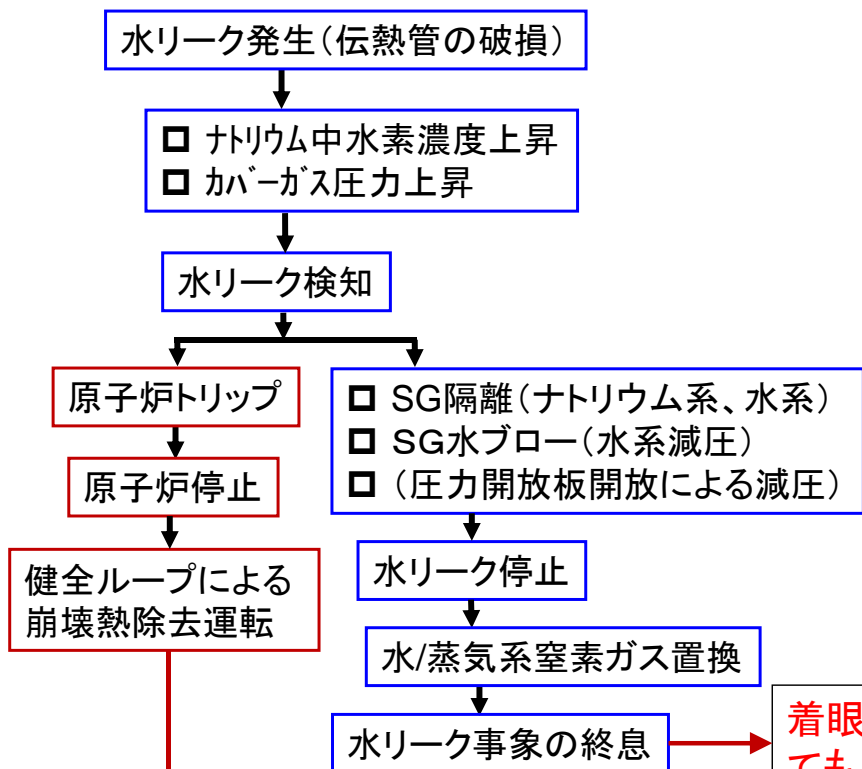 水リーク発生（伝熱管の破損）
ナトリウム中水素濃度上昇
カバーガス圧力上昇
水リーク検知
原子炉トリップ
原子炉停止
健全ループによる
崩壊熱除去運転
SG隔離（ナトリウム系、水系）
SG水ブロー（水系減圧）
（圧力開放板開放による減圧）
水リーク停止
水/蒸気系窒素ガス置換
水リーク事象の終息
着眼
ても